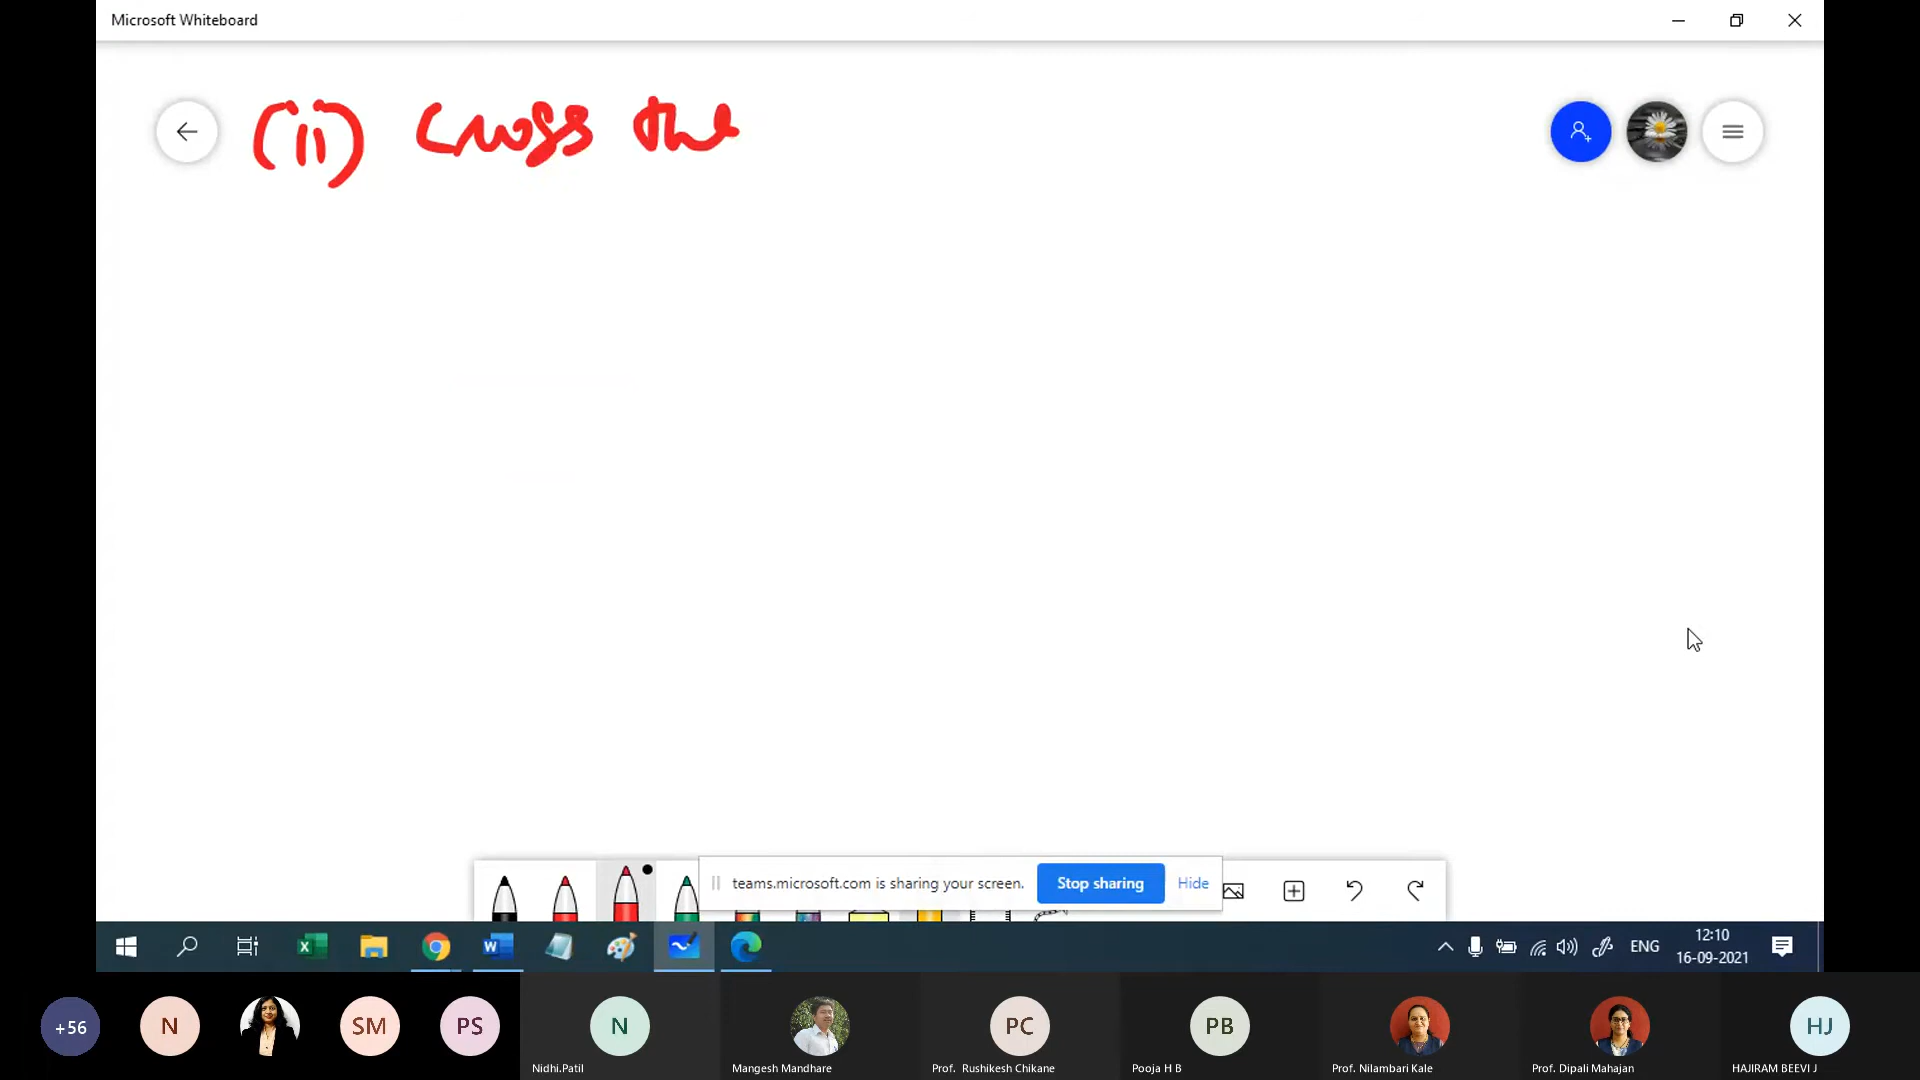 Microsoft Whiteboard
(ii) Cross the
teams.microsoft.com is sharing your screen. Stop sharing Hide
ENG
12:10
16-09-2021
+56 N SM PS N PC PB HJ
Nidhi.Patil Mangesh Mandhare Prof. Rushikesh Chikane Pooja H B Prof. Nilambari Kale Prof. Dipali Mahajan HAJIRAM BEEVI J